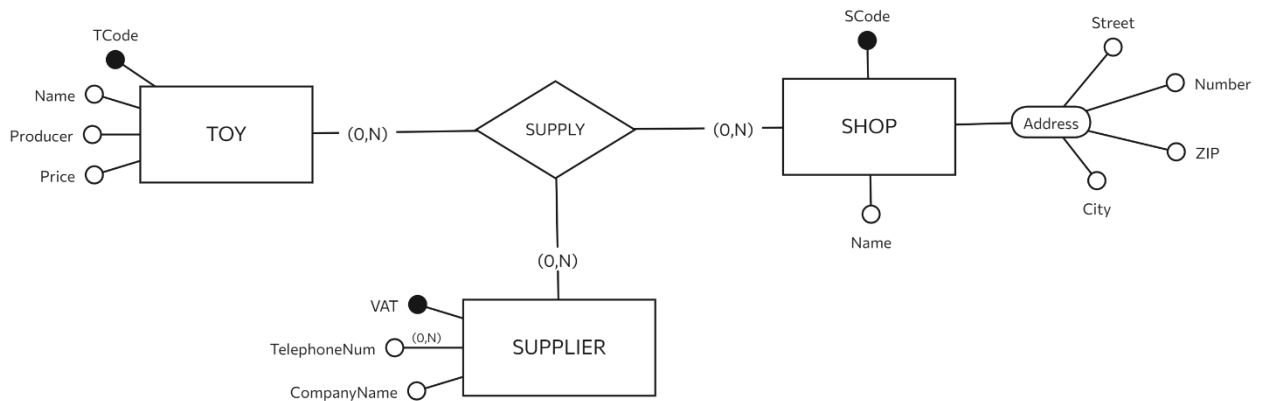 TCode
Name
Producer
Price
TOY
(0,N)
SUPPLY
(0,N)
SCode
SHOP
Name
Address
Street
Number
ZIP
City
(0,N)
VAT
TelephoneNum
(0,N)
CompanyName
SUPPLIER